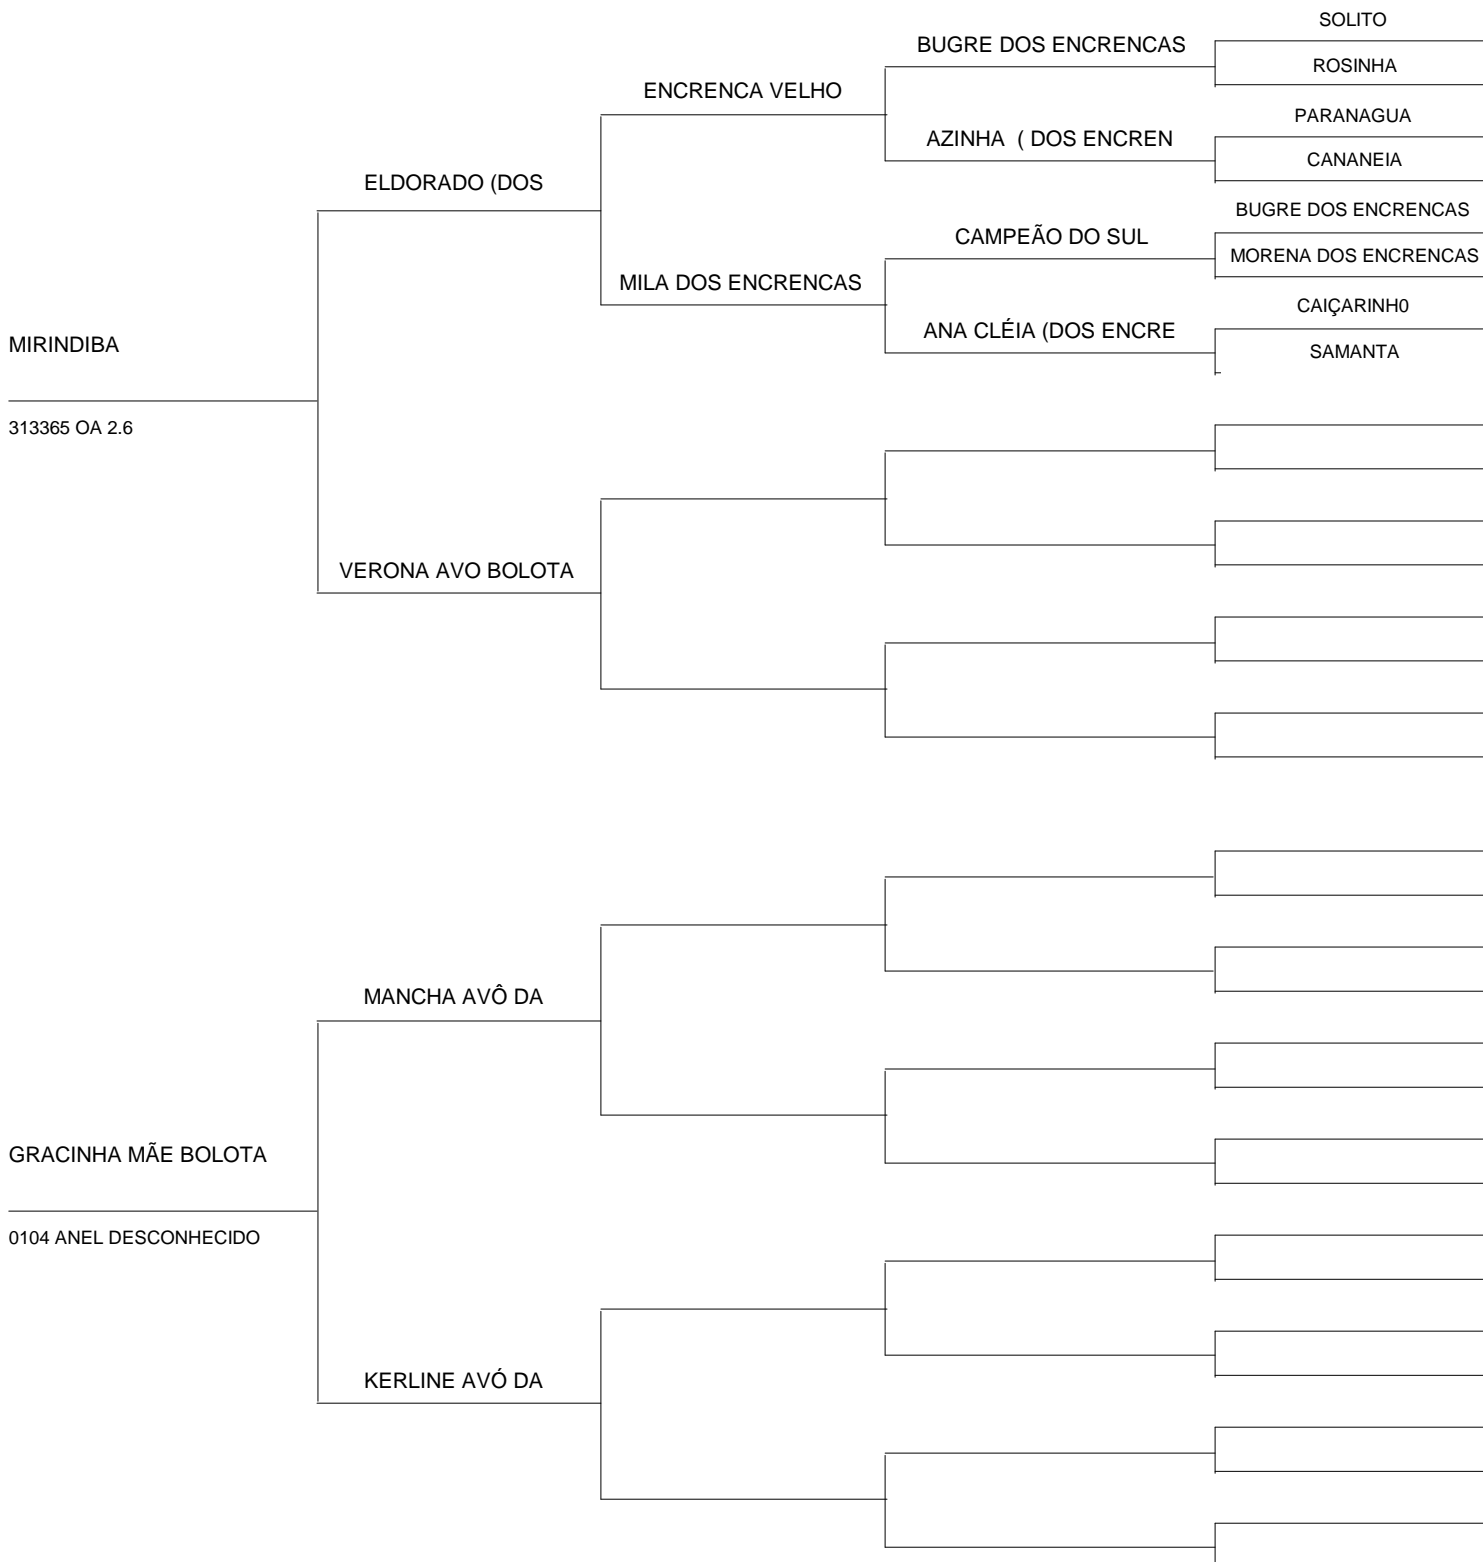 SOLITO
BUGRE DOS ENCRENCAS
ROSINHA
ENCRENCA VELHO
PARANAGUA
AZINHA ( DOS ENCREN
CANANEIA
ELDORADO (DOS
BUGRE DOS ENCRENCAS
CAMPEÃO DO SUL
MORENA DOS ENCRENCAS
MILA DOS ENCRENCAS
CAIÇARINH0
ANA CLÉIA (DOS ENCRE
SAMANTA
MIRINDIBA
313365 OA 2.6
VERONA AVO BOLOTA
MANCHA AVÔ DA
GRACINHA MÃE BOLOTA
0104 ANEL DESCONHECIDO
KERLINE AVÓ DA